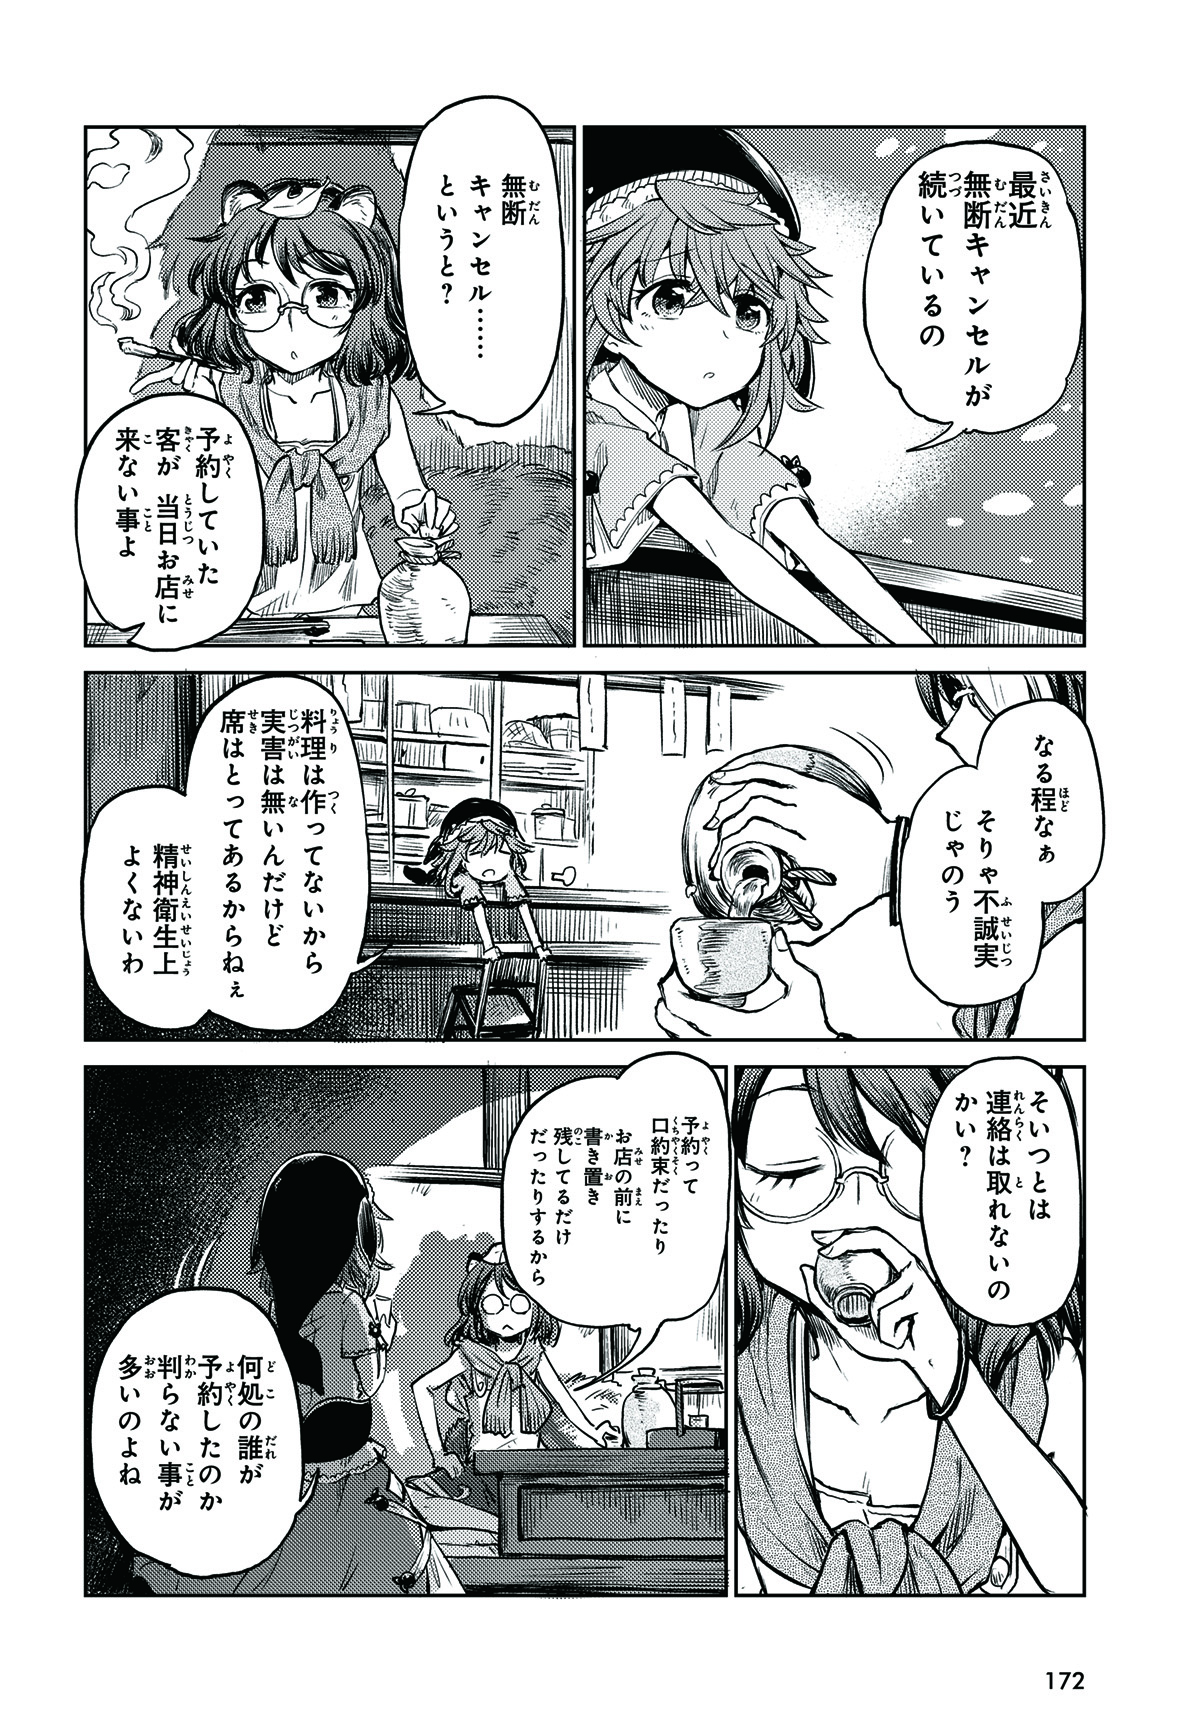 最近
無断キャンセルが
続いているの
無断
キャンセル……
というと？
予約していた
客が当日お店に
来ない事よ
なる程なぁ
そりゃ不誠実
じゃのう
料理は作ってないから
実害は無いんだけど
席はとってあるからねぇ
精神衛生上
よくないわ
そいつとは
連絡は取れないの
かい？
予約って
口約束だったり
お店の前に
書き置き
残してるだけ
だったりするから
何処の誰が
予約したのか
判らない事が
多いのよね
172